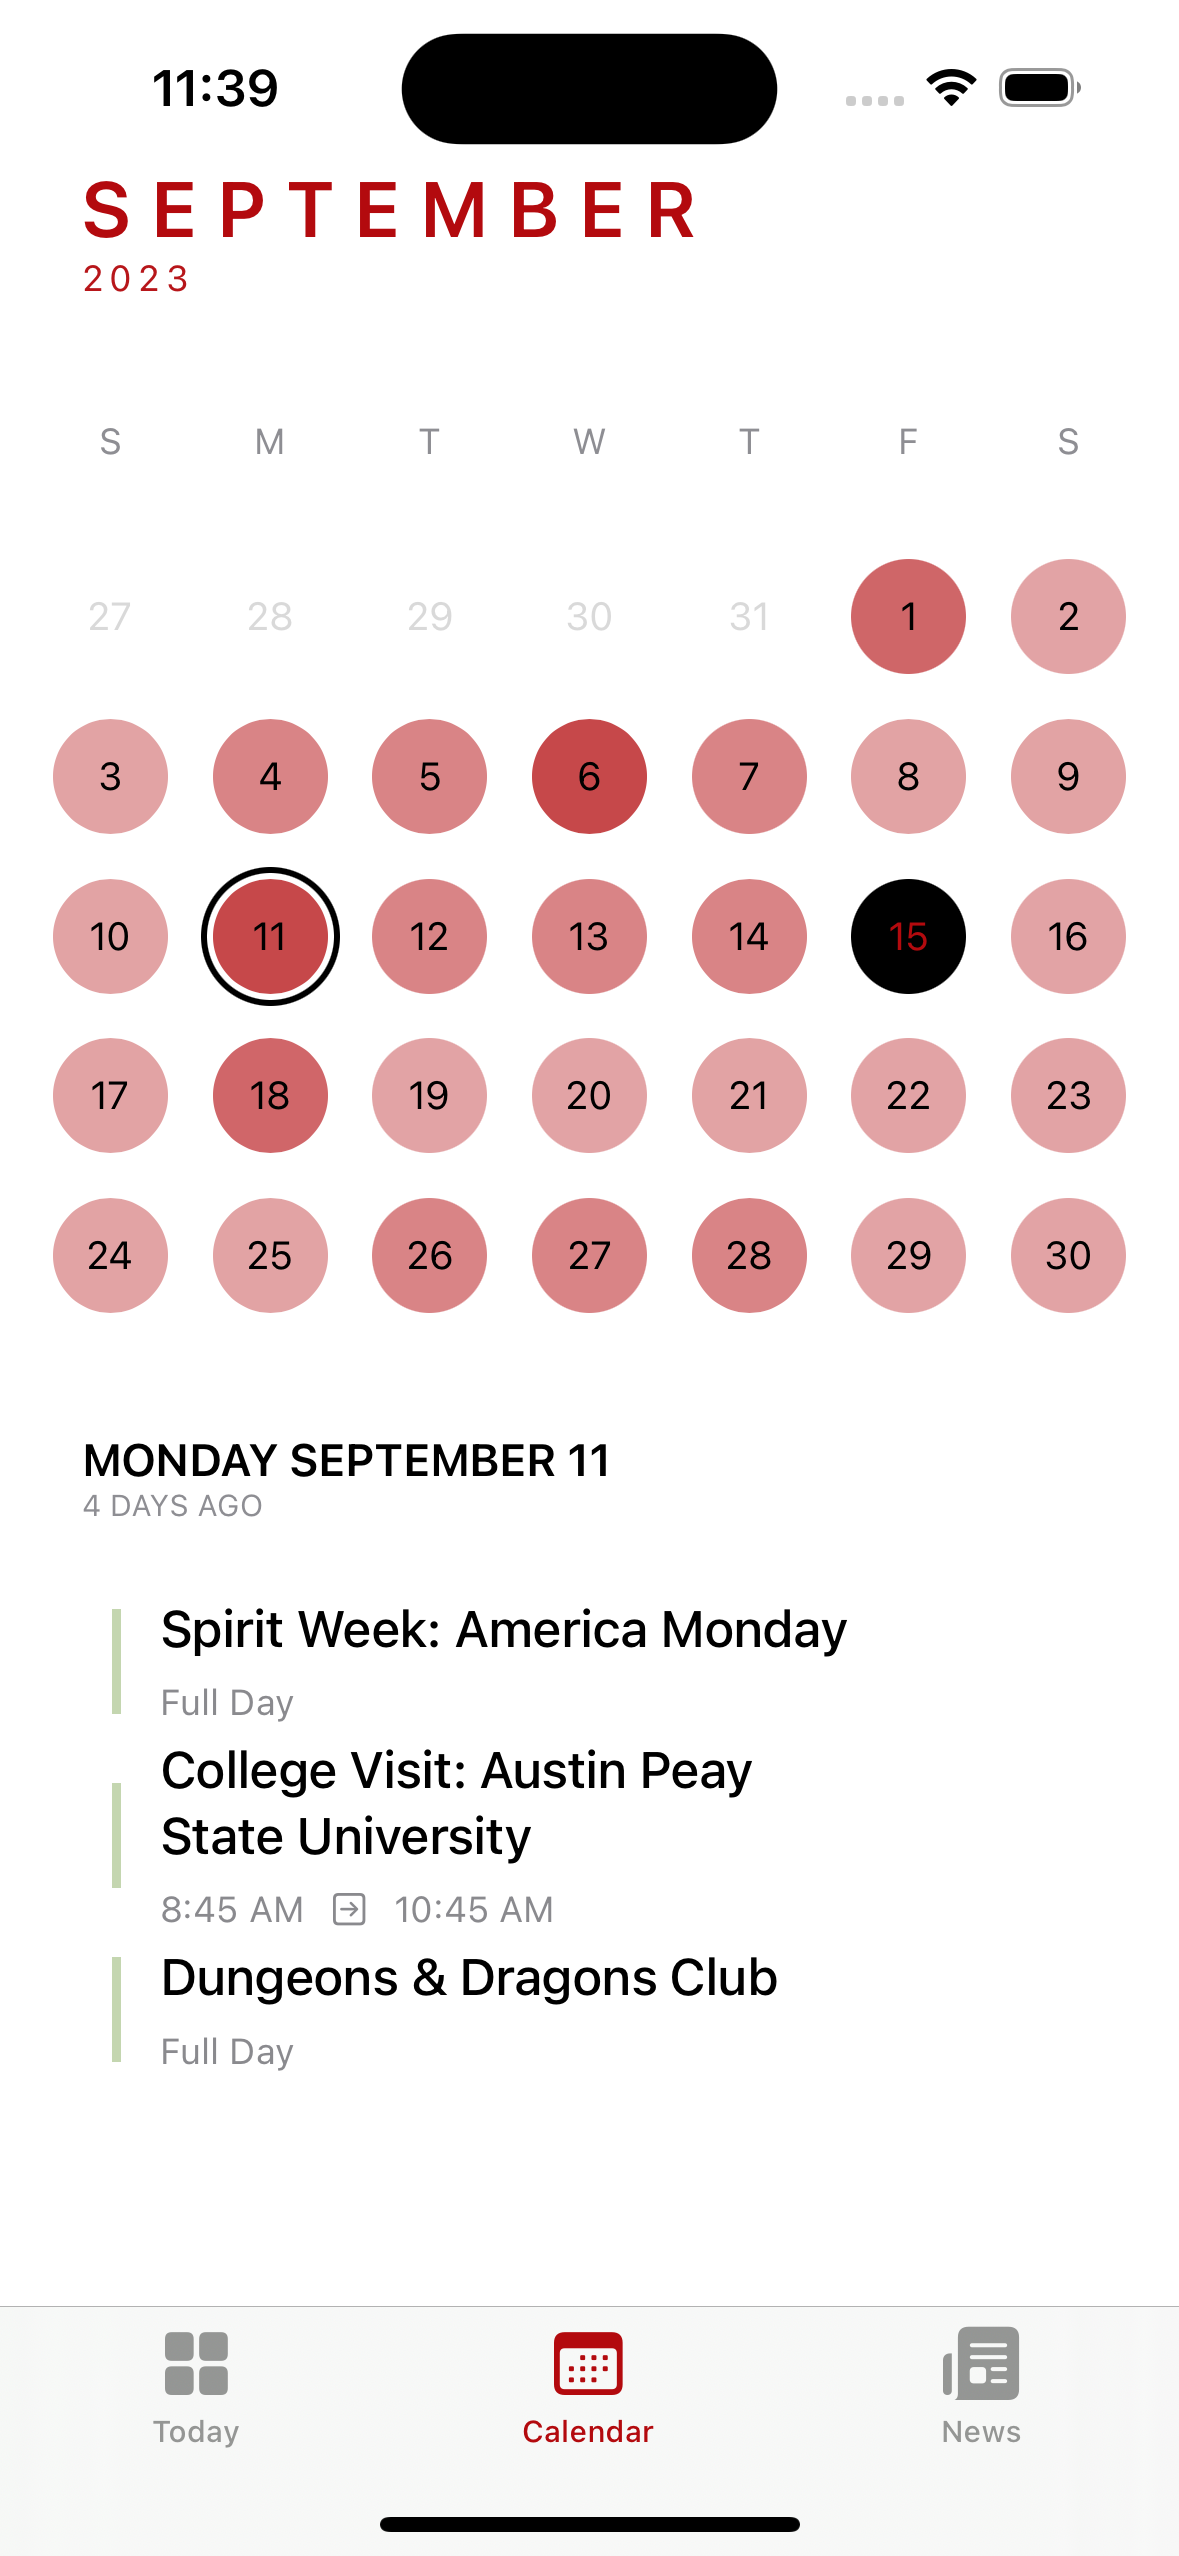 11:39
SEPTEMBER
2023
S M T W T F S
27 28 29 30 31 1 2
3 4 5 6 7 8 9
10 11 12 13 14 15 16
17 18 19 20 21 22 23
24 25 26 27 28 29 30
MONDAY SEPTEMBER 11
4 DAYS AGO
Spirit Week: America Monday
Full Day
College Visit: Austin Peay
State University
8:45 AM 10:45 AM
Dungeons & Dragons Club
Full Day
Today Calendar News